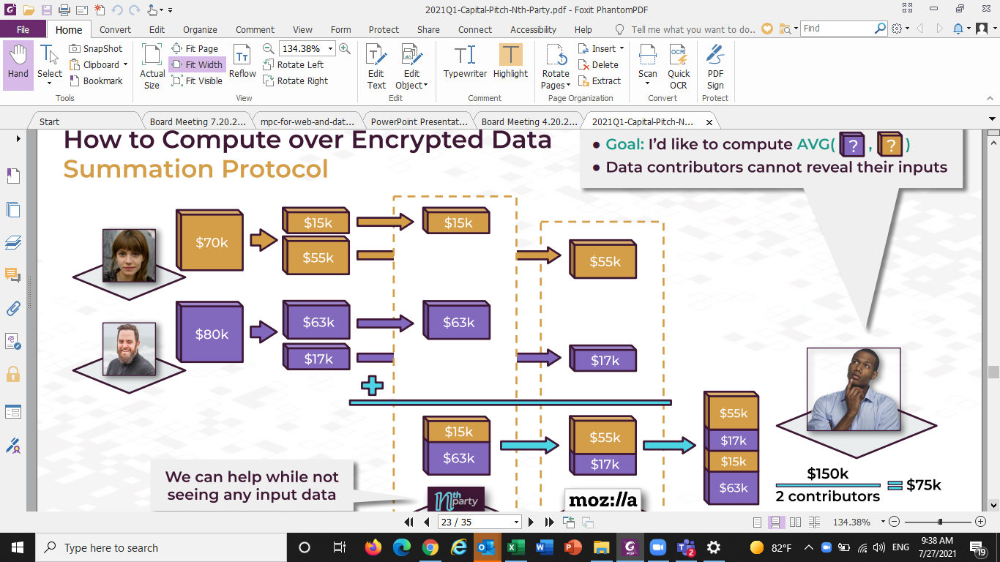 2021Q1-Capital-Pitch-Nth-Party.pdf - Foxit PhantomPDF
File Home Convert Edit Organize Comment View Form Protect Share Connect Accessibility Help Tell me what you want to do.. Find
Hand
Select
SnapShot
Clipboard
Bookmark
Tools
Actual Size
Fit Page
Fit Width
Fit Visible
Reflow
134.38%
Rotate Left
Rotate Right
View
Edit Text
Edit Object
Edit
Typewriter
Highlight
Comment
Rotate Pages
Insert
Delete
Extract
Page Organization
Scan
OCR
Quick OCR
Convert
PDF Sign
Protect
Start
Board Meeting 7.20.2...
mpc-for-web-and-dat...
PowerPoint Presentat...
Board Meeting 4.20.2...
2021Q1-Capital-Pitch-N...
How to Compute over Encrypted Data
Summation Protocol
• Goal: I'd like to compute AVG( ? , ? )
• Data contributors cannot reveal their inputs
$70k
$15k
$55k
$15k
$55k
$80k
$63k
$17k
$63k
$17k
$15k
$63k
$55k
$17k
$55k
$17k
$15k
$63k
$150k
2 contributors
= $75k
We can help while not
seeing any input data
nth party
moz://a
23 / 35
134.38%
Type here to search
PDF
2
82°F
ENG
9:38 AM
7/27/2021
19